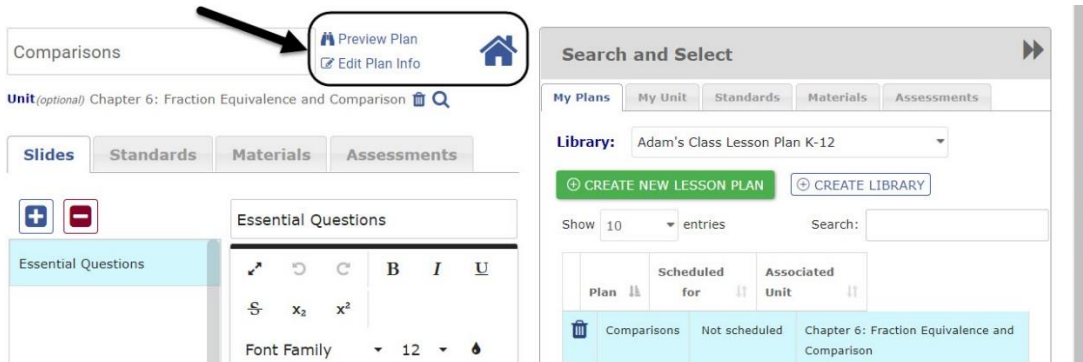 Comparisons
Preview Plan
Edit Plan Info
Unit(optional) Chapter 6: Fraction Equivalence and Comparison
Slides Standards Materials Assessments
Essential Questions
Essential Questions
B I U
S x₂ x²
Font Family 12
Search and Select
My Plans My Unit Standards Materials Assessments
Library: Adam's Class Lesson Plan K-12
CREATE NEW LESSON PLAN CREATE LIBRARY
Show 10 entries Search:
Plan Scheduled for Associated Unit
Comparisons Not scheduled Chapter 6: Fraction Equivalence and
Comparison